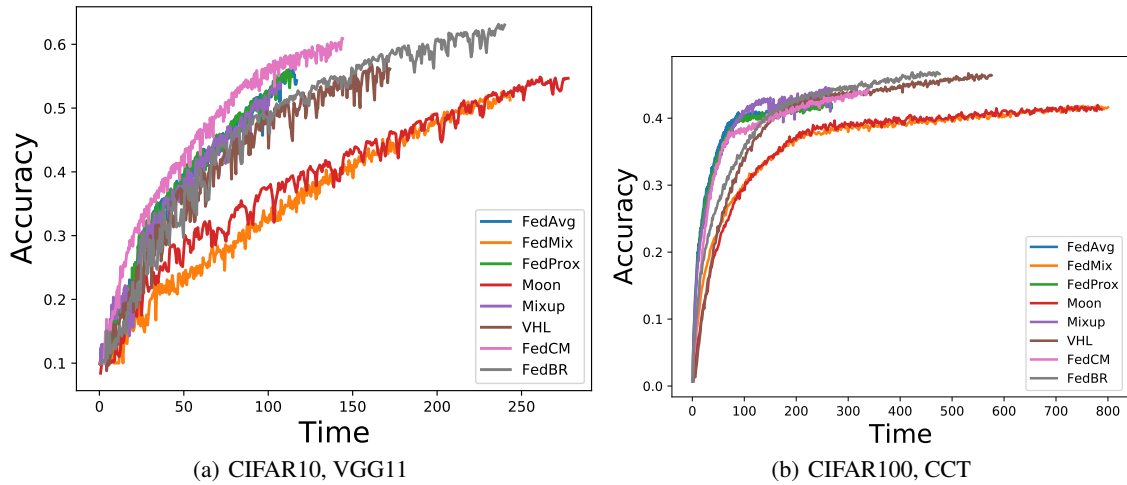 0.6
0.5
0.4
0.3
0.2
0.1
Accuracy
0
50
100
150
200
250
Time
FedAvg
FedMix
FedProx
Moon
Mixup
VHL
FedCM
FedBR
(a) CIFAR10, VGG11
0.4
0.3
0.2
0.1
0.0
Accuracy
0
100
200
300
400
500
600
700
800
Time
FedAvg
FedMix
FedProx
Moon
Mixup
VHL
FedCM
FedBR
(b) CIFAR100, CCT